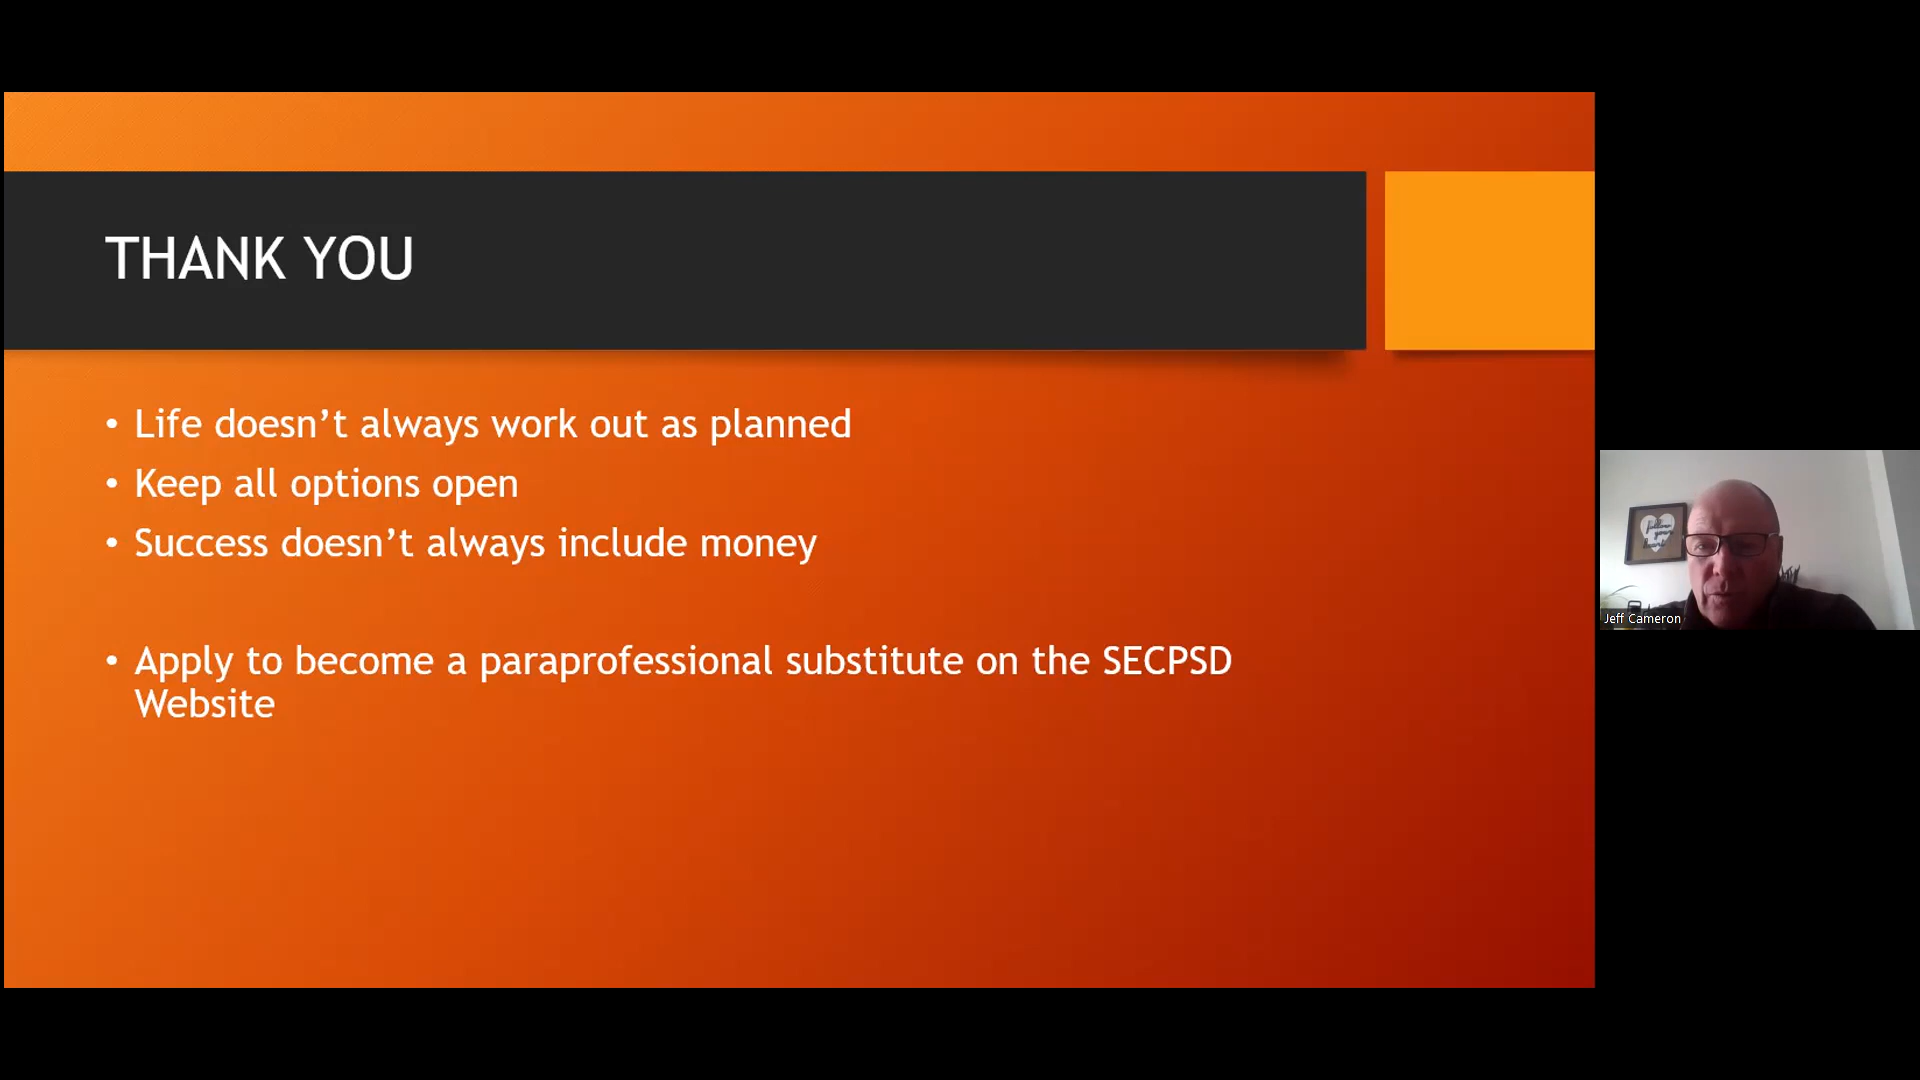 THANK YOU
• Life doesn’t always work out as planned
• Keep all options open
• Success doesn’t always include money
• Apply to become a paraprofessional substitute on the SECPSD
Website
Jeff Cameron